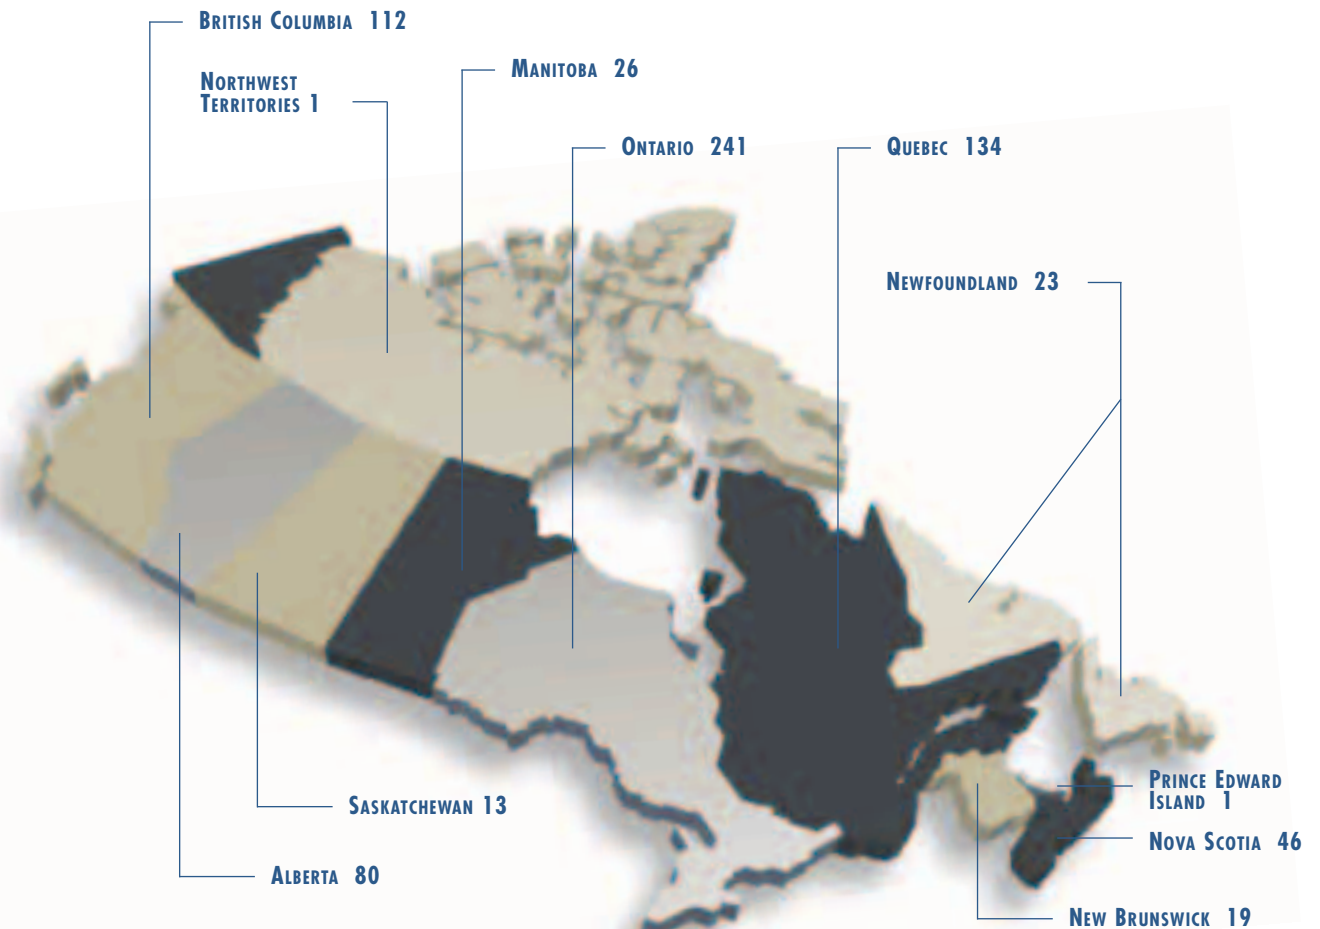 British Columbia 112
Manitoba 26
Northwest
Territories 1
Ontario 241
Quebec 134
Newfoundland 23
Prince Edward
Island 1
Saskatchewan 13
Nova Scotia 46
Alberta 80
New Brunswick 19